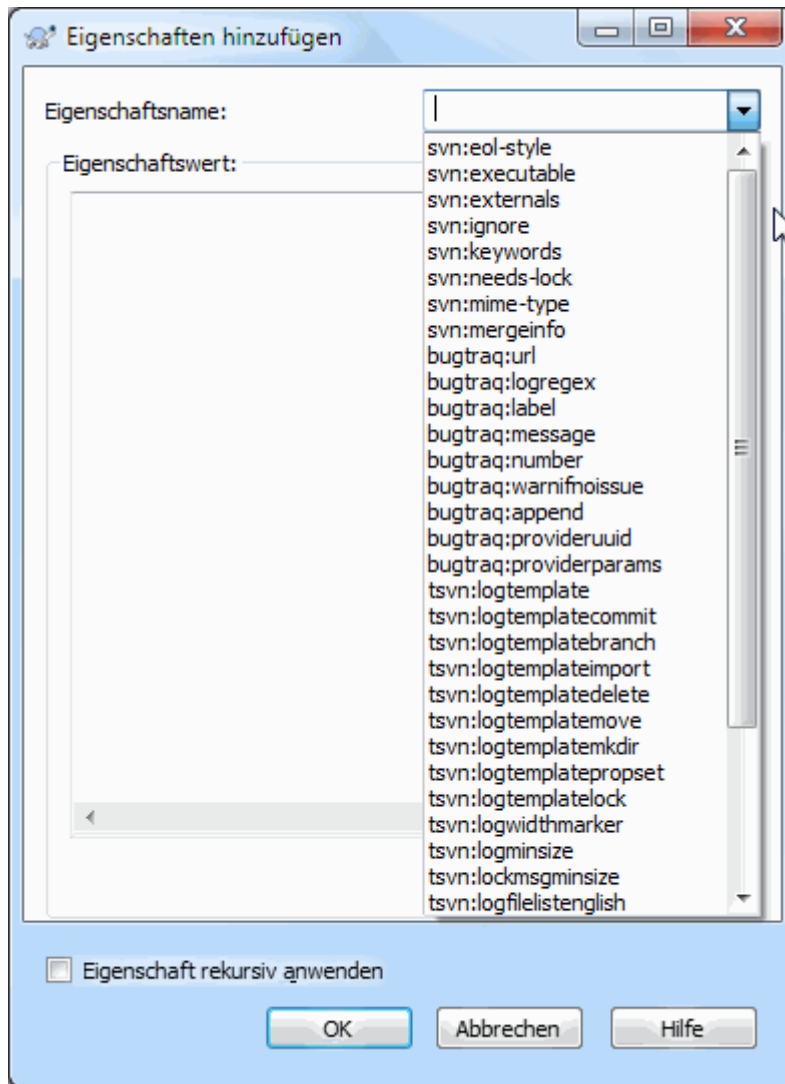 Eigenschaften hinzufügen
Eigenschaftsname:
Eigenschaftswert:
svn:eol-style
svn:executable
svn:externals
svn:ignore
svn:keywords
svn:needs-lock
svn:mime-type
svn:mergeinfo
bugtraq:url
bugtraq:logregex
bugtraq:label
bugtraq:message
bugtraq:number
bugtraq:warnifnoissue
bugtraq:append
bugtraq:provideruuid
bugtraq:providerparams
tsvn:logtemplate
tsvn:logtemplatecommit
tsvn:logtemplatebranch
tsvn:logtemplateimport
tsvn:logtemplatedelete
tsvn:logtemplatemove
tsvn:logtemplatemkdir
tsvn:logtemplatepropset
tsvn:logtemplatelock
tsvn:logwidthmarker
tsvn:logminsize
tsvn:lockmsgminsize
tsvn:logfilelistenglish
Eigenschaft rekursiv anwenden
OK Abbrechen Hilfe